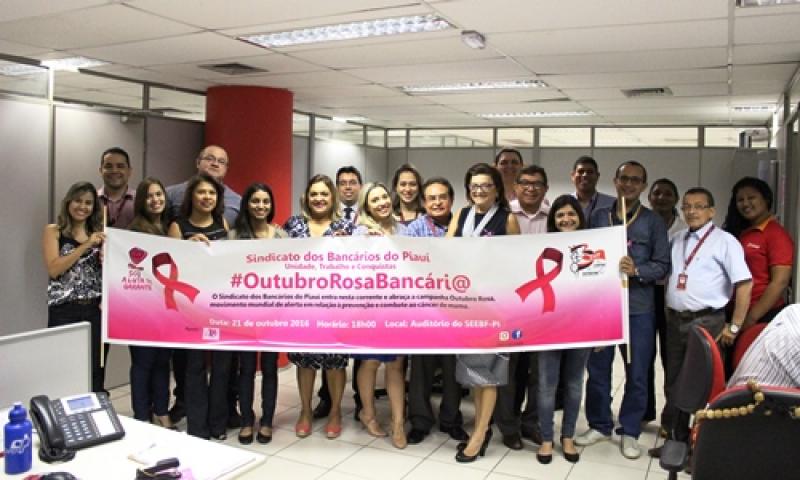 Sindicato dos Bancários do Piauí
Unidade, Trabalho e Conquistas
#OutubroRosaBancári@
O Sindicato dos Bancários do Piauí entra nesta corrente e abraça a campanha Outubro Rosa,
movimento mundial de alerta em relação à prevenção e combate ao câncer de mama.
Data: 21 de outubro 2016 Horário: 18h00 Local: Auditório do SEEBF-PI